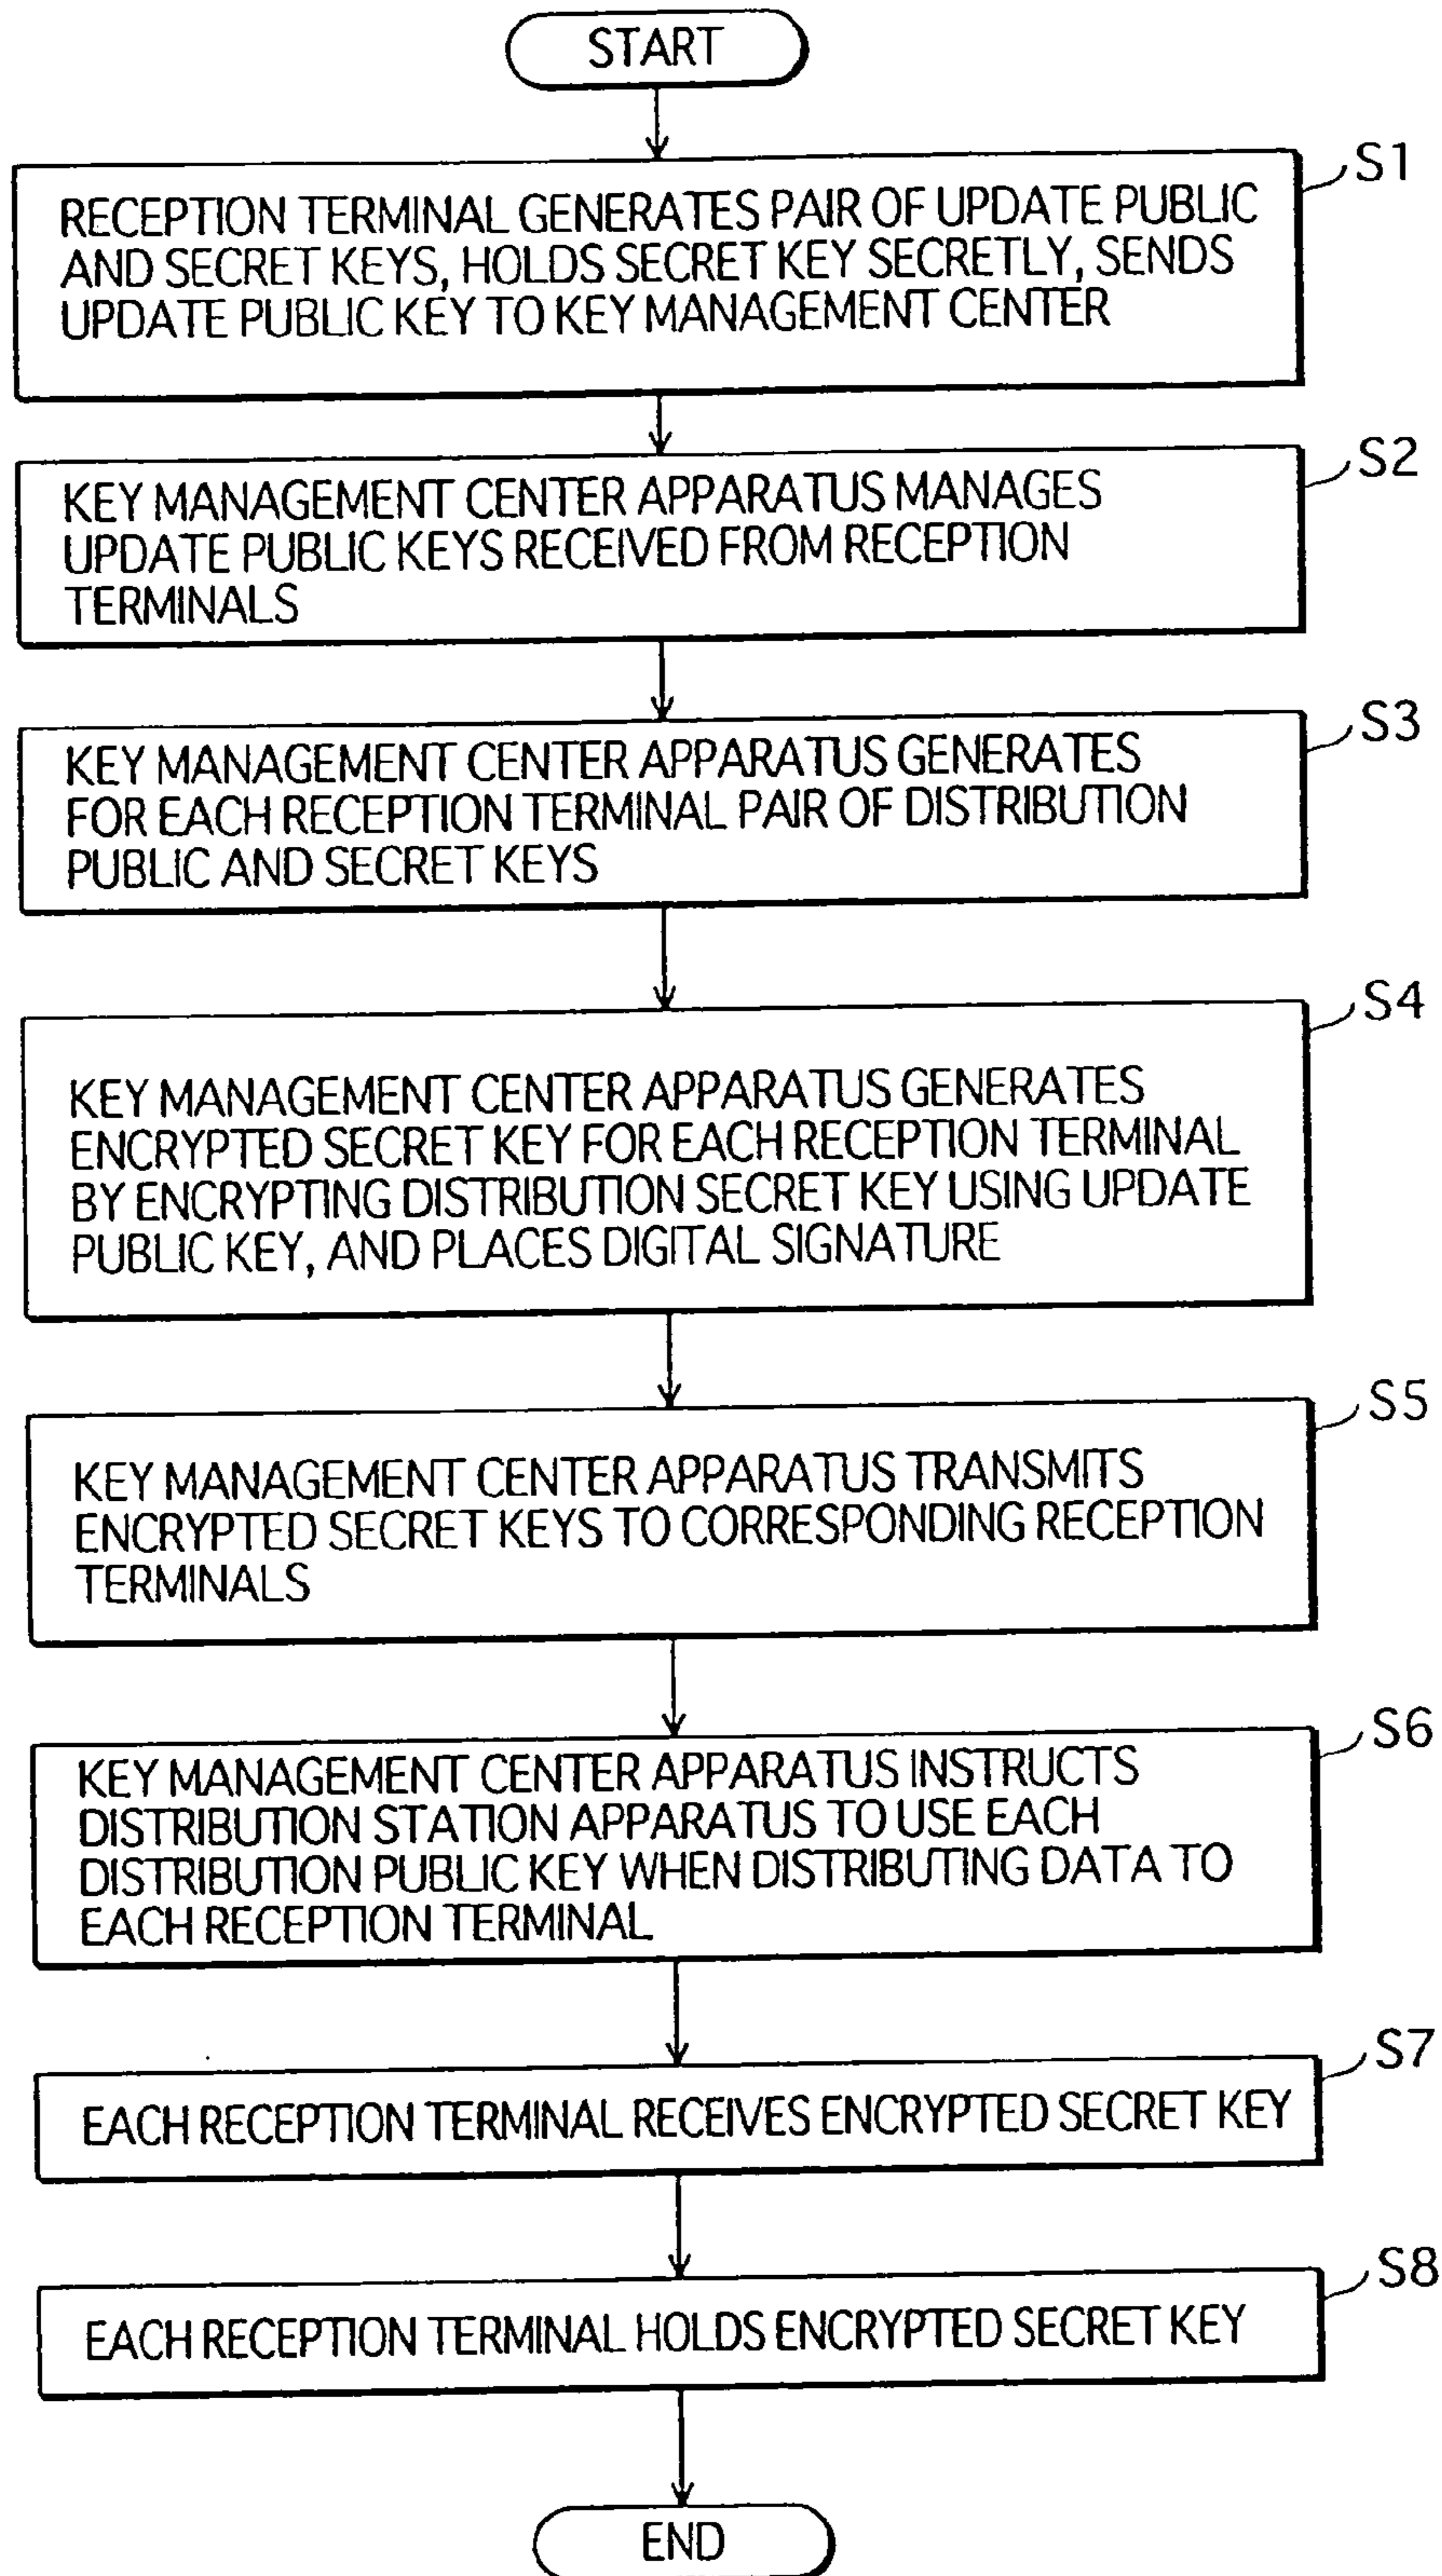 START
S1
RECEPTION TERMINAL GENERATES PAIR OF UPDATE PUBLIC
AND SECRET KEYS, HOLDS SECRET KEY SECRETLY, SENDS
UPDATE PUBLIC KEY TO KEY MANAGEMENT CENTER
S2
KEY MANAGEMENT CENTER APPARATUS MANAGES
UPDATE PUBLIC KEYS RECEIVED FROM RECEPTION
TERMINALS
S3
KEY MANAGEMENT CENTER APPARATUS GENERATES
FOR EACH RECEPTION TERMINAL PAIR OF DISTRIBUTION
PUBLIC AND SECRET KEYS
S4
KEY MANAGEMENT CENTER APPARATUS GENERATES
ENCRYPTED SECRET KEY FOR EACH RECEPTION TERMINAL
BY ENCRYPTING DISTRIBUTION SECRET KEY USING UPDATE
PUBLIC KEY, AND PLACES DIGITAL SIGNATURE
S5
KEY MANAGEMENT CENTER APPARATUS TRANSMITS
ENCRYPTED SECRET KEYS TO CORRESPONDING RECEPTION
TERMINALS
S6
KEY MANAGEMENT CENTER APPARATUS INSTRUCTS
DISTRIBUTION STATION APPARATUS TO USE EACH
DISTRIBUTION PUBLIC KEY WHEN DISTRIBUTING DATA TO
EACH RECEPTION TERMINAL
S7
EACH RECEPTION TERMINAL RECEIVES ENCRYPTED SECRET KEY
S8
EACH RECEPTION TERMINAL HOLDS ENCRYPTED SECRET KEY
END